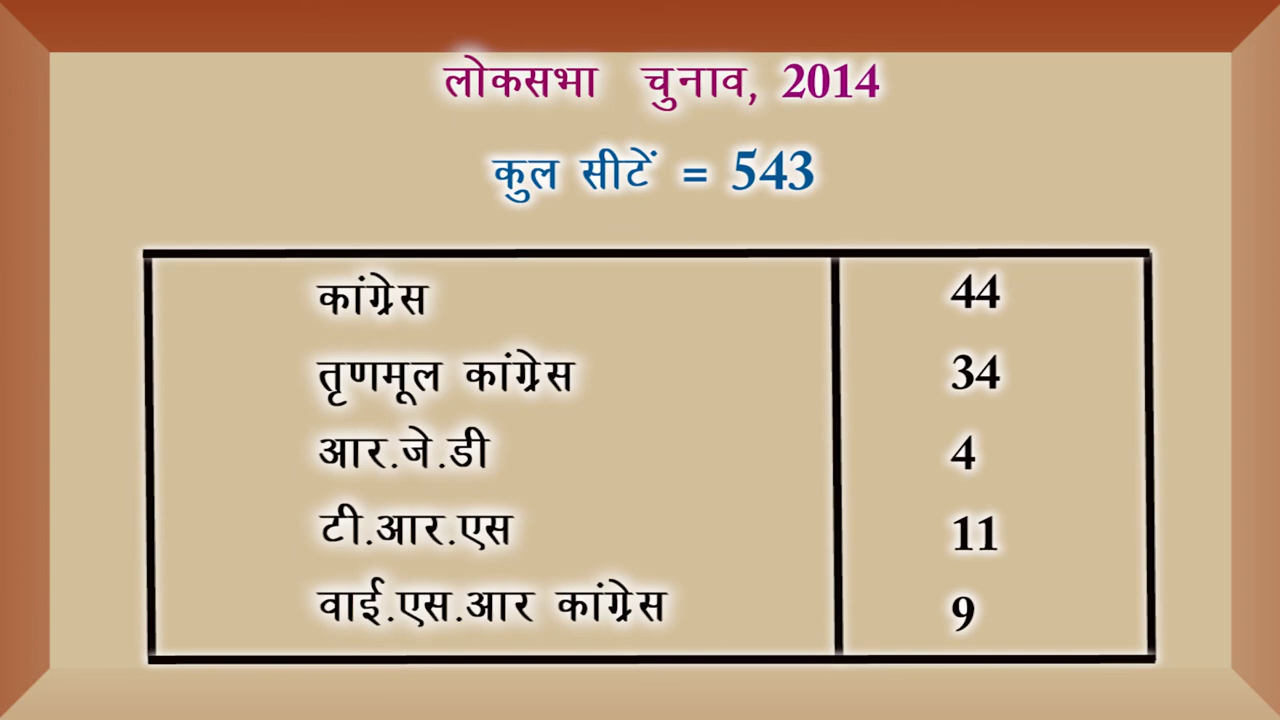 लोकसभा चुनाव, 2014
कुल सीटें = 543
कांग्रेस 44
तृणमूल कांग्रेस 34
आर.जे.डी 4
टी.आर.एस 11
वाई.एस.आर कांग्रेस 9